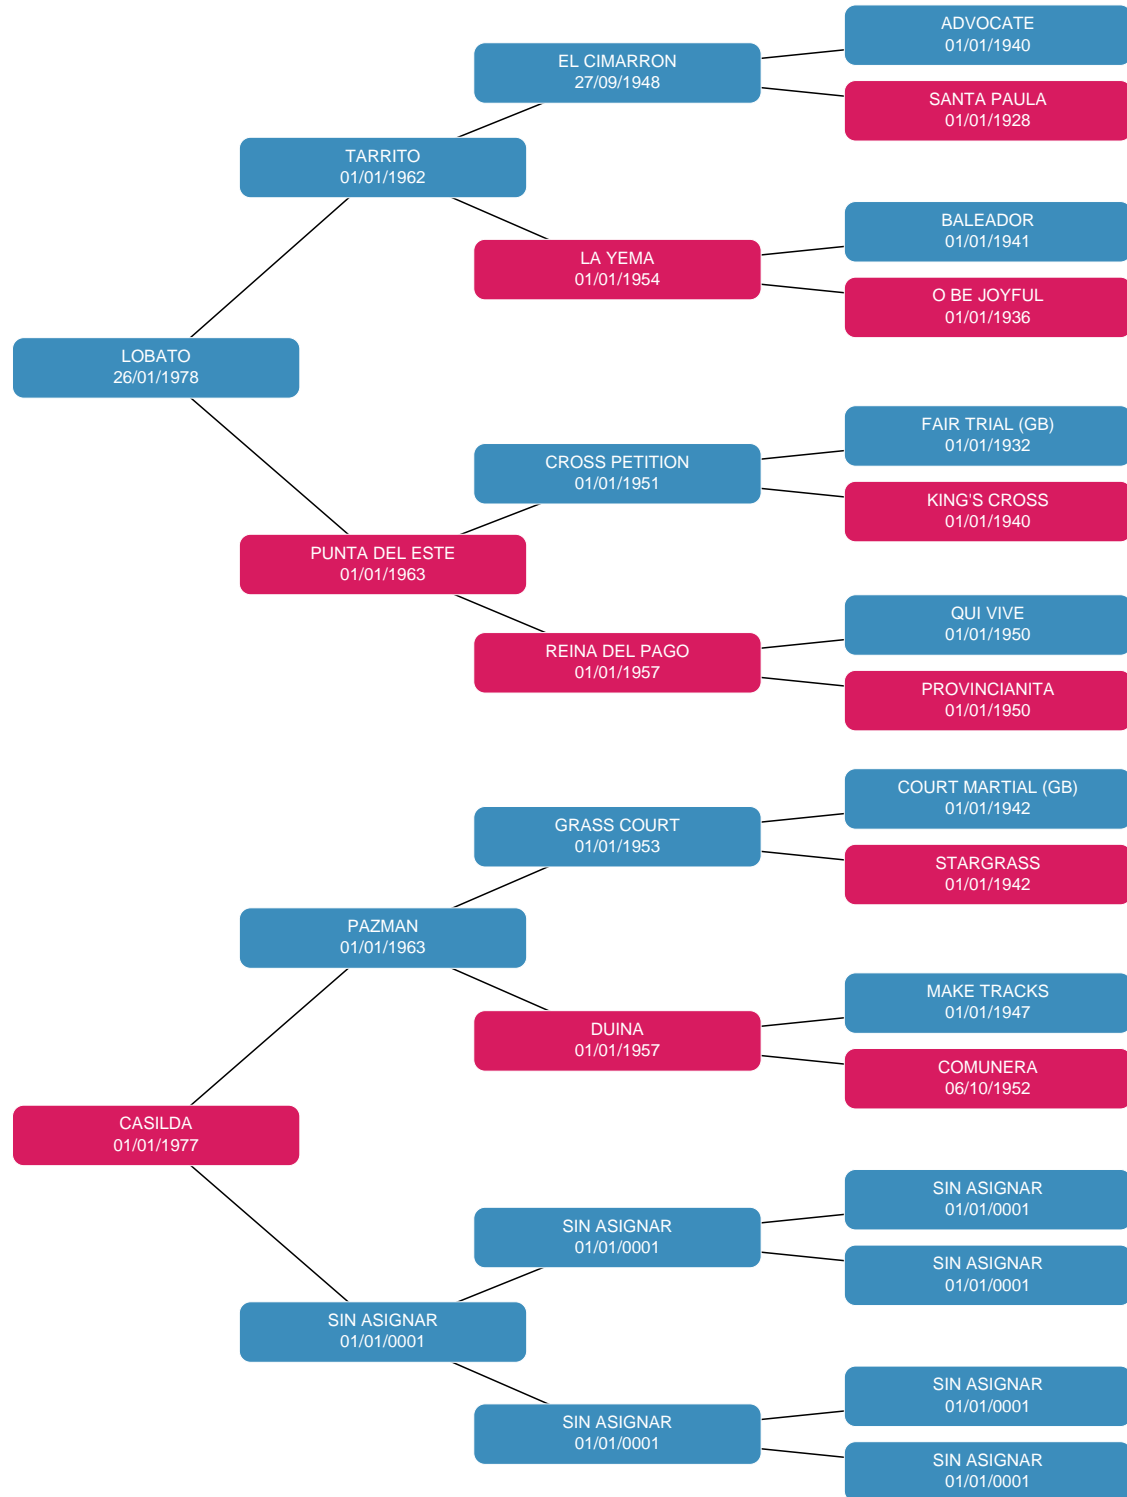 ADVOCATE
01/01/1940
EL CIMARRON
27/09/1948
SANTA PAULA
01/01/1928
TARRITO
01/01/1962
BALEADOR
01/01/1941
LA YEMA
01/01/1954
O BE JOYFUL
01/01/1936
LOBATO
26/01/1978
FAIR TRIAL (GB)
01/01/1932
CROSS PETITION
01/01/1951
KING'S CROSS
01/01/1940
PUNTA DEL ESTE
01/01/1963
QUI VIVE
01/01/1950
REINA DEL PAGO
01/01/1957
PROVINCIANITA
01/01/1950
COURT MARTIAL (GB)
01/01/1942
GRASS COURT
01/01/1953
STARGRASS
01/01/1942
PAZMAN
01/01/1963
MAKE TRACKS
01/01/1947
DUINA
01/01/1957
COMUNERA
06/10/1952
CASILDA
01/01/1977
SIN ASIGNAR
01/01/0001
SIN ASIGNAR
01/01/0001
SIN ASIGNAR
01/01/0001
SIN ASIGNAR
01/01/0001
SIN ASIGNAR
01/01/0001
SIN ASIGNAR
01/01/0001
SIN ASIGNAR
01/01/0001